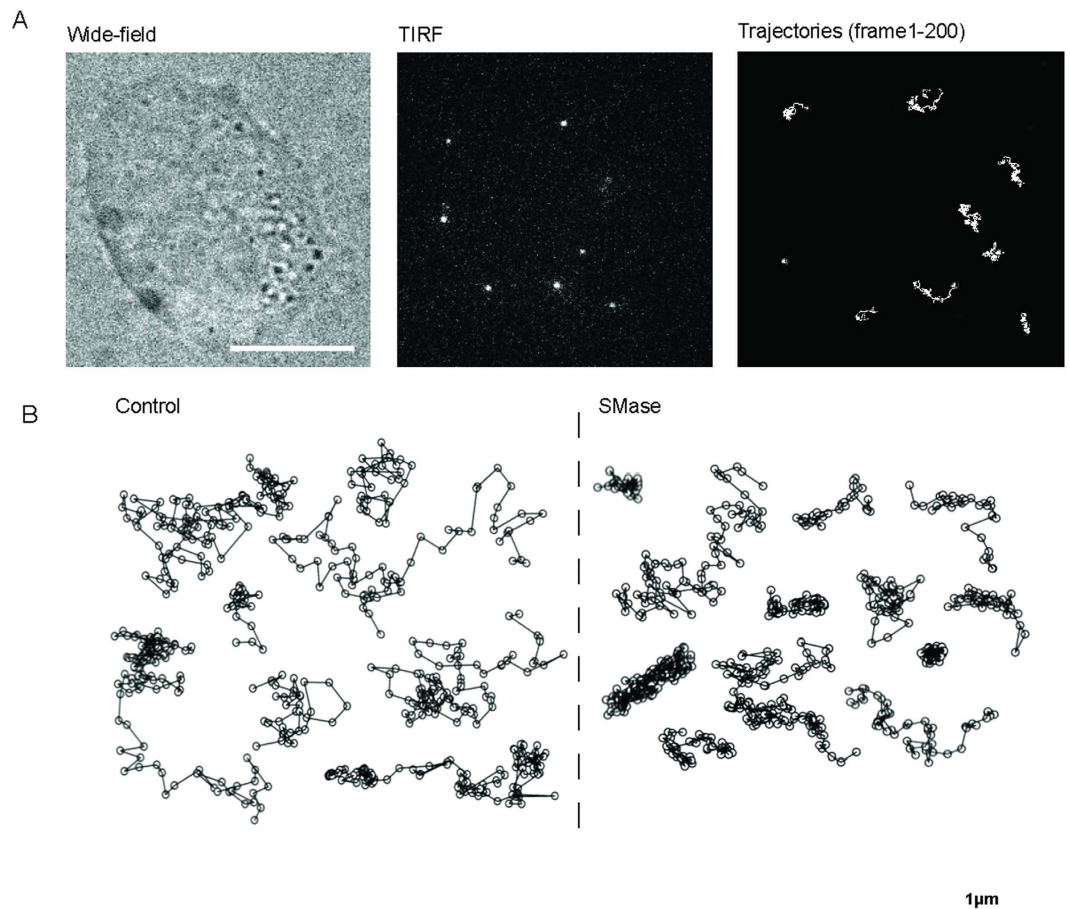 A
Wide-field
TIRF
Trajectories (frame1-200)
B
Control
SMase
1μm